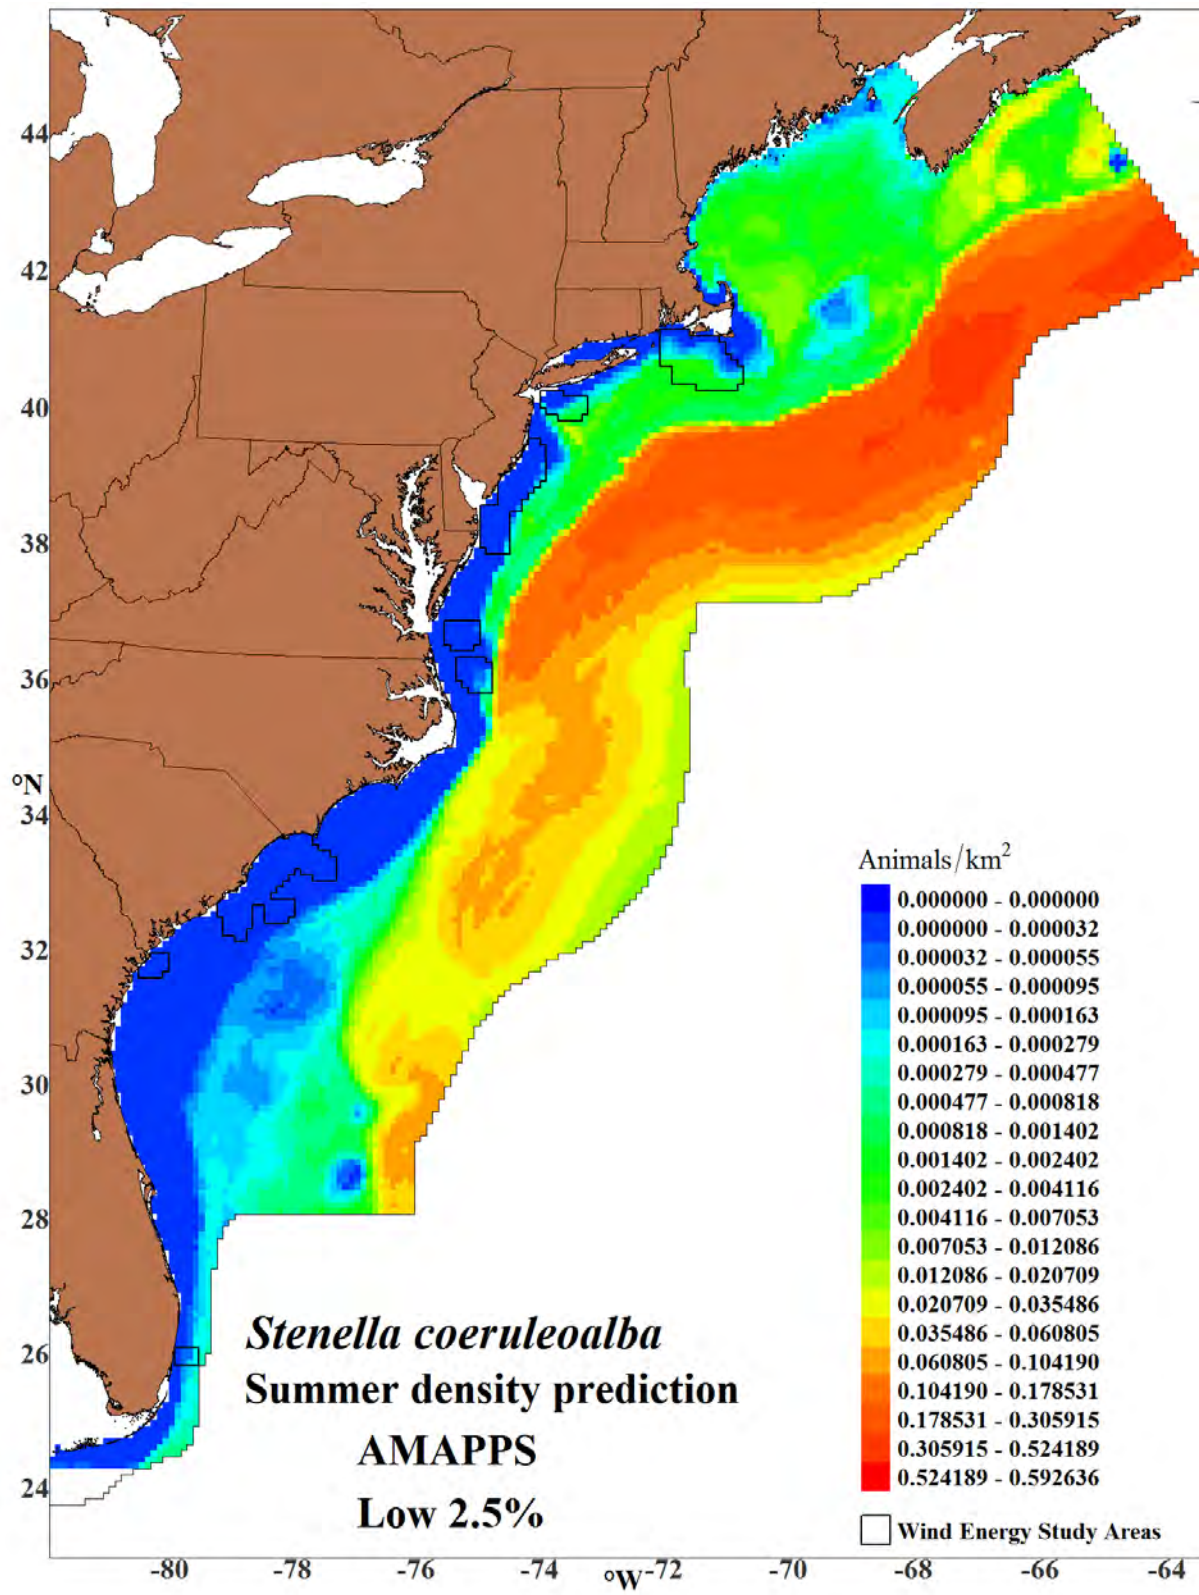 44
42
40
38
36
°N
34
32
30
28
26
24
Animals/km²
0.000000 - 0.000000
0.000000 - 0.000032
0.000032 - 0.000055
0.000055 - 0.000095
0.000095 - 0.000163
0.000163 - 0.000279
0.000279 - 0.000477
0.000477 - 0.000818
0.000818 - 0.001402
0.001402 - 0.002402
0.002402 - 0.004116
0.004116 - 0.007053
0.007053 - 0.012086
0.012086 - 0.020709
0.020709 - 0.035486
0.035486 - 0.060805
0.060805 - 0.104190
0.104190 - 0.178531
0.178531 - 0.305915
0.305915 - 0.524189
0.524189 - 0.592636
Wind Energy Study Areas
Stenella coeruleoalba
Summer density prediction
AMAPPS
Low 2.5%
-80 -78 -76 -74 °W -72 -70 -68 -66 -64